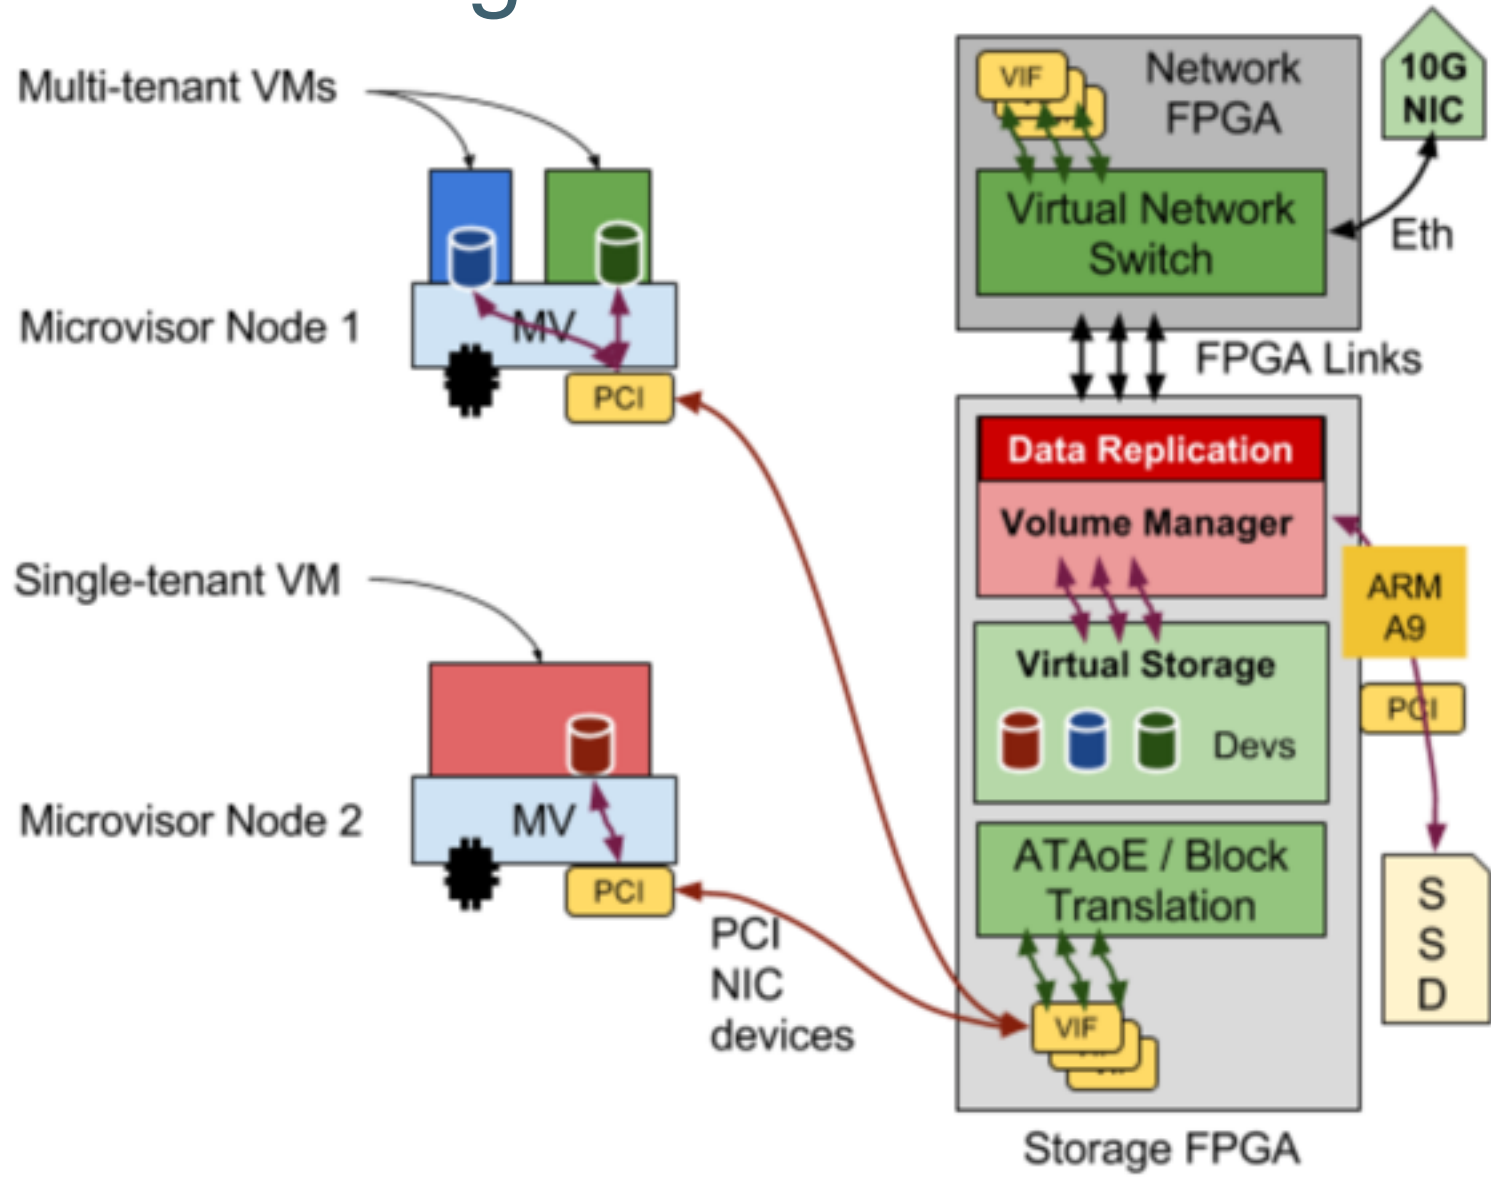 Multi-tenant VMs
Microvisor Node 1
MV
PCI
Single-tenant VM
Microvisor Node 2
MV
PCI
PCI
NIC
devices
VIF
Network
FPGA
Virtual Network
Switch
10G
NIC
Eth
FPGA Links
Data Replication
Volume Manager
ARM
A9
PCI
Virtual Storage
Devs
ATAoE / Block
Translation
S
S
D
VIF
Storage FPGA